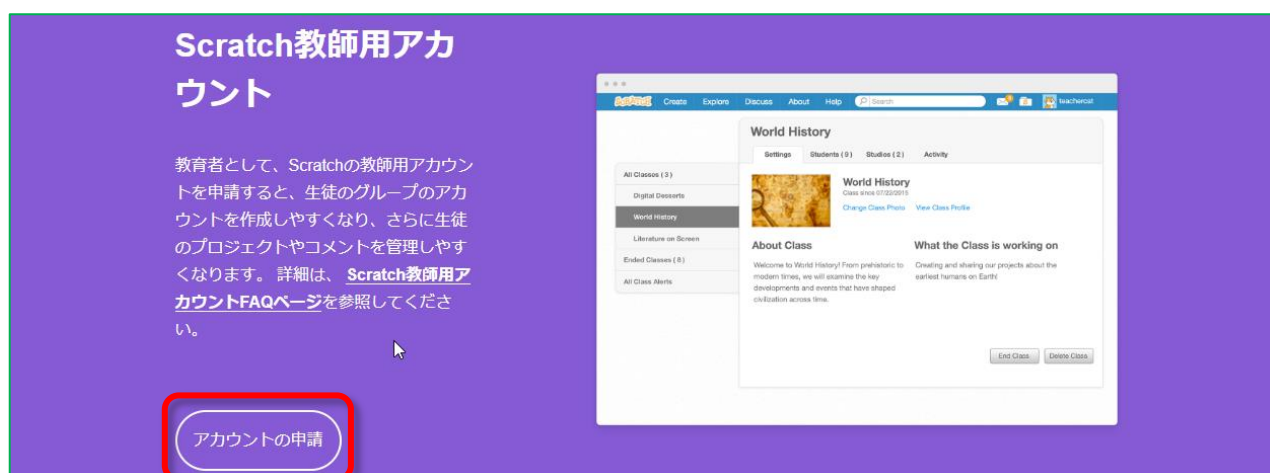 Scratch教師用アカ
ウント
教育者として、Scratchの教師用アカウン
トを申請すると、生徒のグループのアカ
ウントを作成しやすくなり、さらに生徒
のプロジェクトやコメントを管理しやす
くなります。 詳細は、 Scratch教師用ア
カウントFAQページを参照してくださ
い。
アカウントの申請
SCRATCH Create Explore Discuss About Help Search teachercat
World History
Settings Students (9) Studios (2) Activity
All Classes (3)
Digital Desserts
World History
Literature on Screen
Ended Classes (8)
All Class Alerts
World History
Class since 07/22/2015
Change Class Photo View Class Profile
About Class
Welcome to World History! From prehistoric to
modern times, we will examine the key
developments and events that have shaped
civilization across time.
What the Class is working on
Creating and sharing our projects about the
earliest humans on Earth!
End Class Delete Class